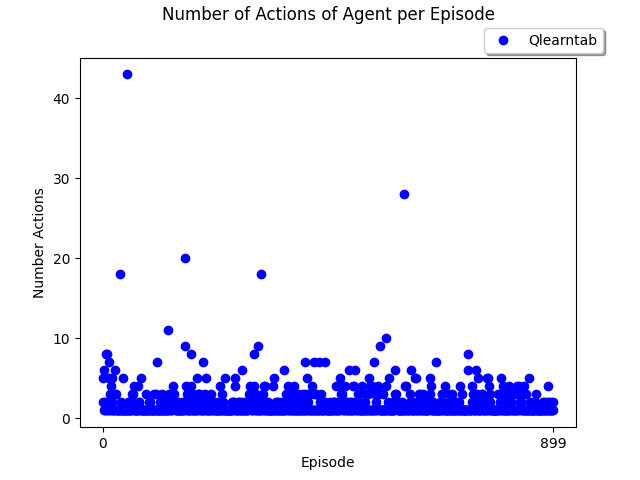 Number of Actions of Agent per Episode
Qlearntab
40
30
20
10
0
Number Actions
0 899
Episode